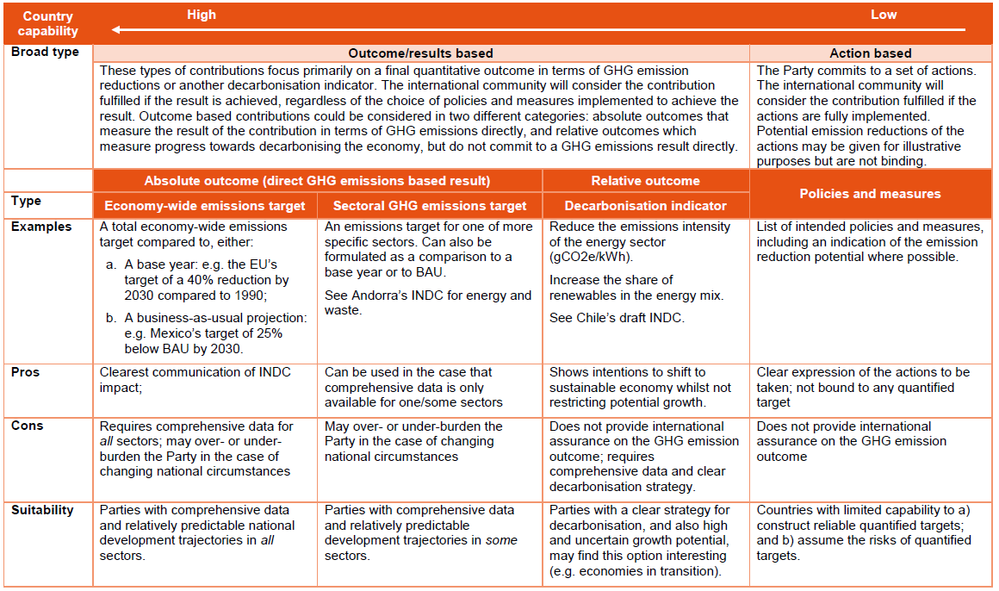 Country
capability
High
Low
Broad type
Outcome/results based
Action based
These types of contributions focus primarily on a final quantitative outcome in terms of GHG emission
reductions or another decarbonisation indicator. The international community will consider the contribution
fulfilled if the result is achieved, regardless of the choice of policies and measures implemented to achieve the
result. Outcome based contributions could be considered in two different categories: absolute outcomes that
measure the result of the contribution in terms of GHG emissions directly, and relative outcomes which
measure progress towards decarbonising the economy, but do not commit to a GHG emissions result directly.
The Party commits to a set of actions.
The international community will
consider the contribution fulfilled if the
actions are fully implemented.
Potential emission reductions of the
actions may be given for illustrative
purposes but are not binding.
Absolute outcome (direct GHG emissions based result)
Relative outcome
Policies and measures
Type
Economy-wide emissions target
Sectoral GHG emissions target
Decarbonisation indicator
Examples
A total economy-wide emissions
target compared to, either:
a. A base year: e.g. the EU's
target of a 40% reduction by
2030 compared to 1990;
b. A business-as-usual projection:
e.g. Mexico's target of 25%
below BAU by 2030.
An emissions target for one of more
specific sectors. Can also be
formulated as a comparison to a
base year or to BAU.
See Andorra's INDC for energy and
waste.
Reduce the emissions intensity
of the energy sector
(gCO2e/kWh).
Increase the share of
renewables in the energy mix.
See Chile's draft INDC.
List of intended policies and measures,
including an indication of the emission
reduction potential where possible.
Pros
Clearest communication of INDC
impact;
Can be used in the case that
comprehensive data is only
available for one/some sectors
Shows intentions to shift to
sustainable economy whilst not
restricting potential growth.
Clear expression of the actions to be
taken; not bound to any quantified
target
Cons
Requires comprehensive data for
all sectors; may over- or under-
burden the Party in the case of
changing national circumstances
May over- or under-burden the
Party in the case of changing
national circumstances
Does not provide international
assurance on the GHG emission
outcome; requires
comprehensive data and clear
decarbonisation strategy.
Does not provide international
assurance on the GHG emission
outcome
Suitability
Parties with comprehensive data
and relatively predictable national
development trajectories in all
sectors.
Parties with comprehensive data
and relatively predictable
development trajectories in some
sectors.
Parties with a clear strategy for
decarbonisation, and also high
and uncertain growth potential,
may find this option interesting
(e.g. economies in transition).
Countries with limited capability to a)
construct reliable quantified targets;
and b) assume the risks of quantified
targets.